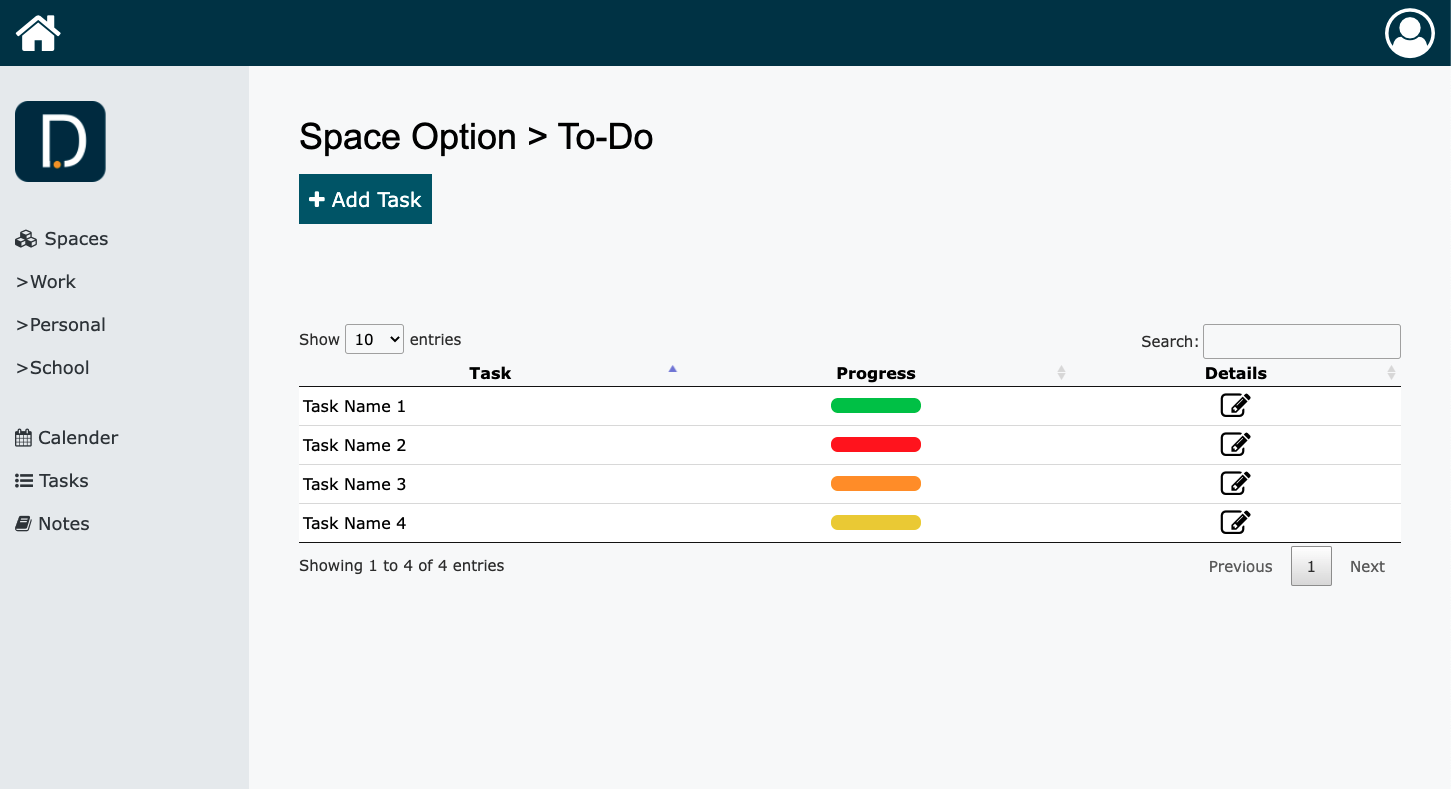 D
Spaces
>Work
>Personal
>School
Calender
Tasks
Notes
Space Option > To-Do
Add Task
Show 10 entries
Search:
Task Progress Details
Task Name 1
Task Name 2
Task Name 3
Task Name 4
Showing 1 to 4 of 4 entries
Previous 1 Next